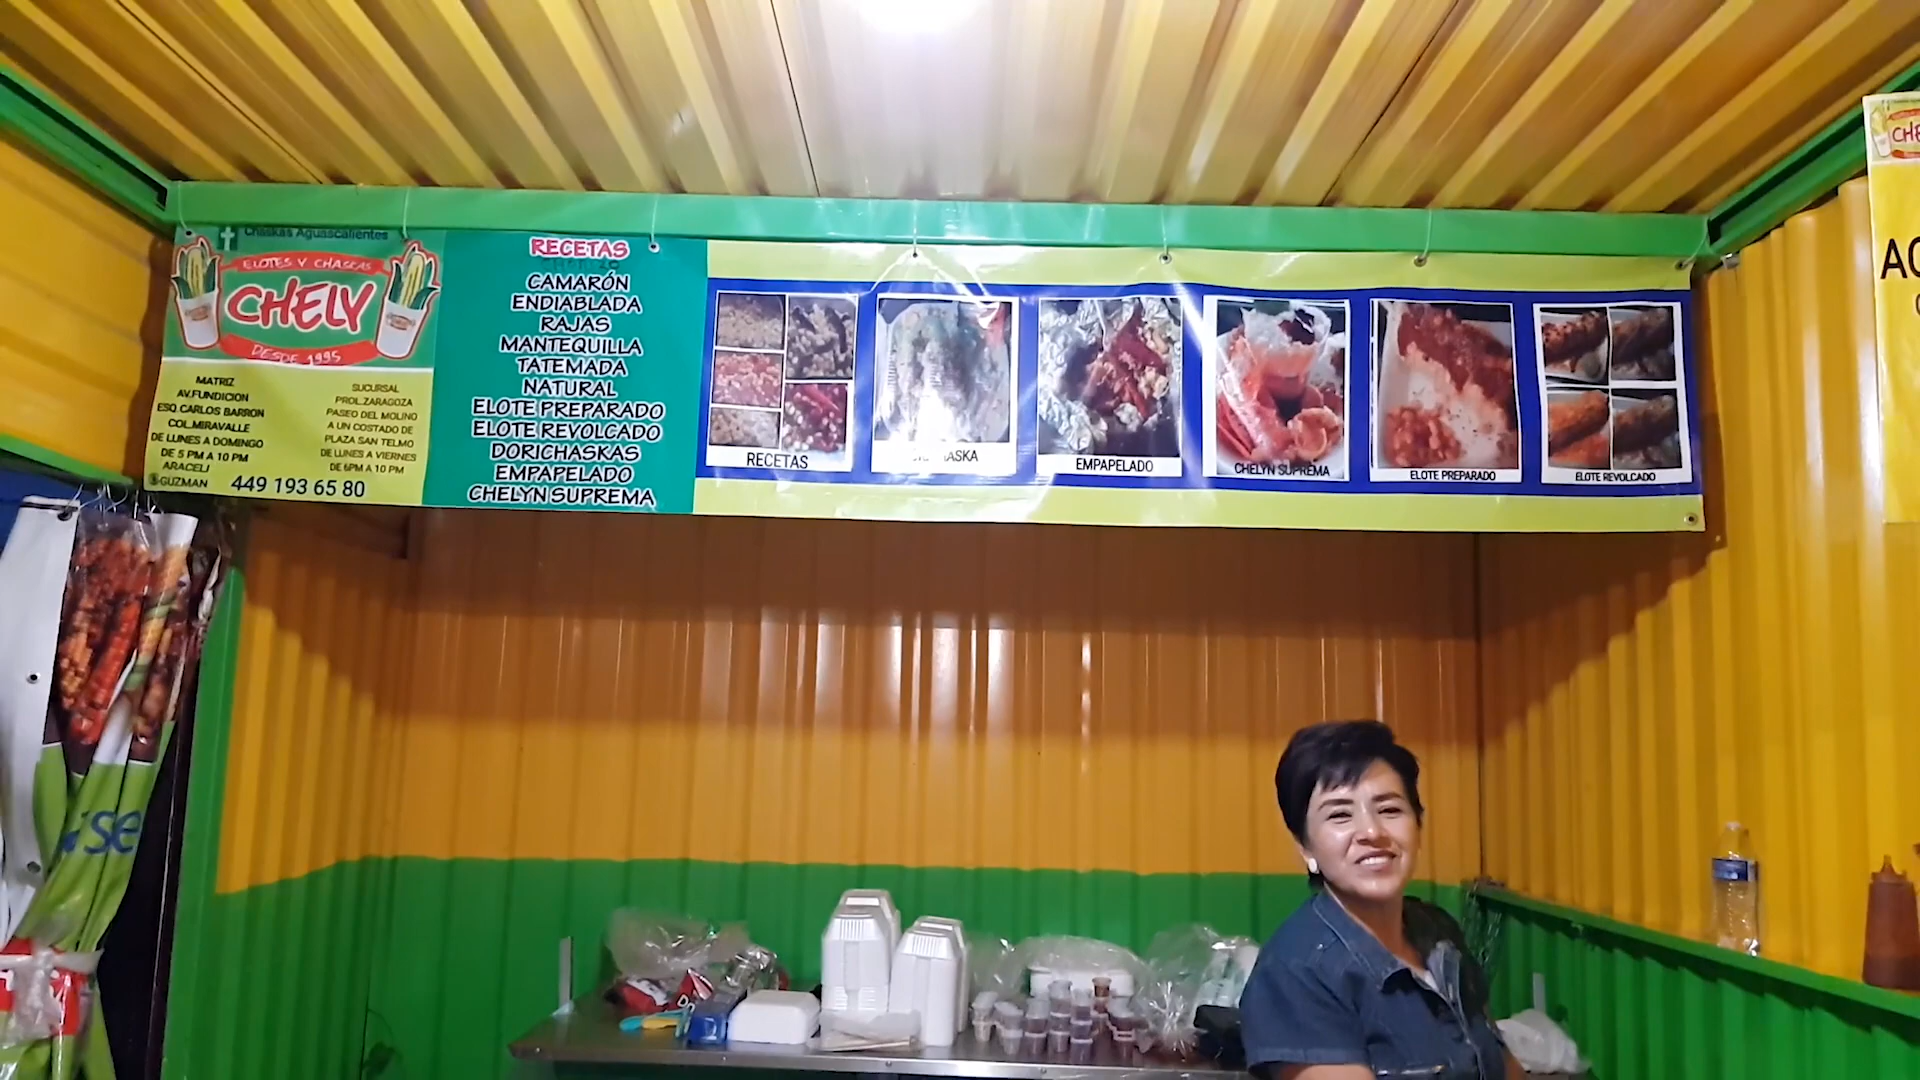 Chaskas Aguascalientes
ELOTES Y CHASCAS
CHELY
DESDE 1995
MATRIZ
AV.FUNDICION
ESQ.CARLOS BARRON
COL.MIRAVALLE
DE LUNES A DOMINGO
DE 5 PM A 10 PM
ARACELI
GUZMAN
SUCURSAL
PROL.ZARAGOZA
PASEO DEL MOLINO
A UN COSTADO DE
PLAZA SAN TELMO
DE LUNES A VIERNES
DE 6PM A 10 PM
449 193 65 80
RECETAS
CAMARÓN
ENDIABLADA
RAJAS
MANTEQUILLA
TATEMADA
NATURAL
ELOTE PREPARADO
ELOTE REVOLCADO
DORICHASKAS
EMPAPELADO
CHELYN SUPREMA
RECETAS
EMPAPELADO
CHELYN SUPREMA
ELOTE PREPARADO
ELOTE REVOLCADO